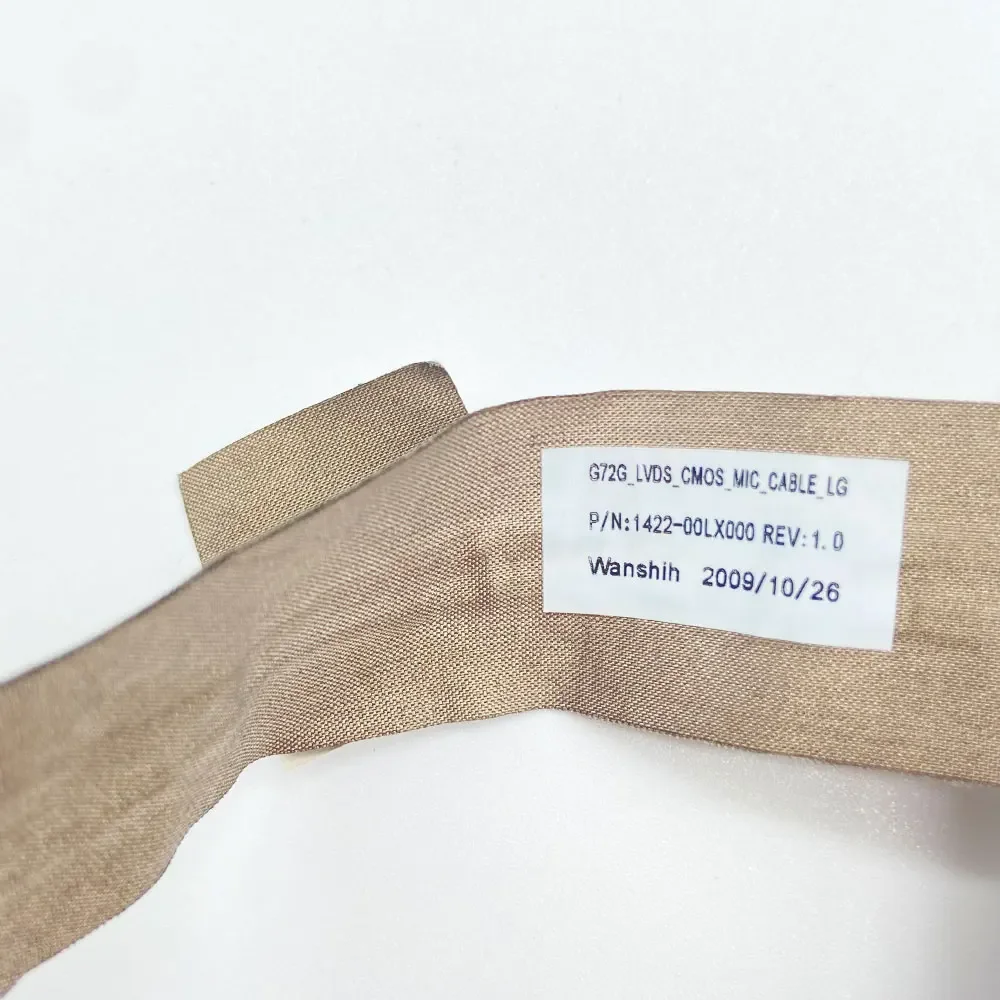 G72G_LVDS_CMOS_MIC_CABLE_LG
P/N:1422-00LX000 REV:1.0
Wanshih 2009/10/26